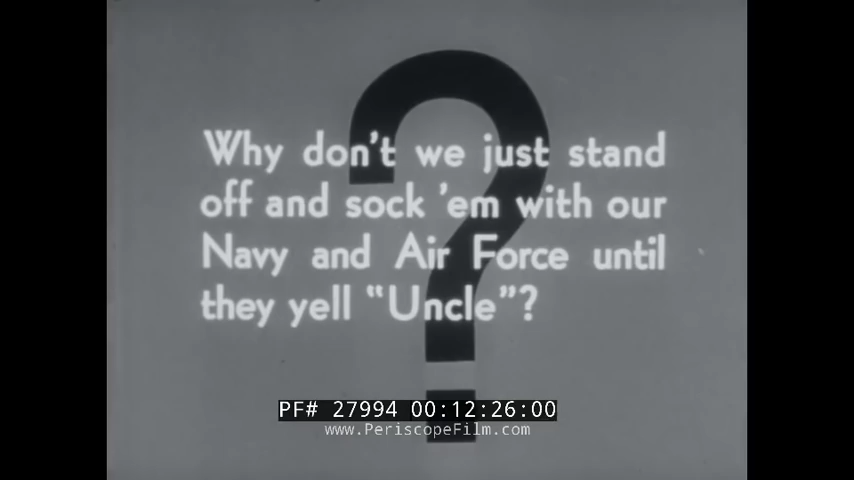 Why don't we just stand
off and sock 'em with our
Navy and Air Force until
they yell "Uncle"?
PF# 27994 00:12:26:00
www.PeriscopeFilm.com